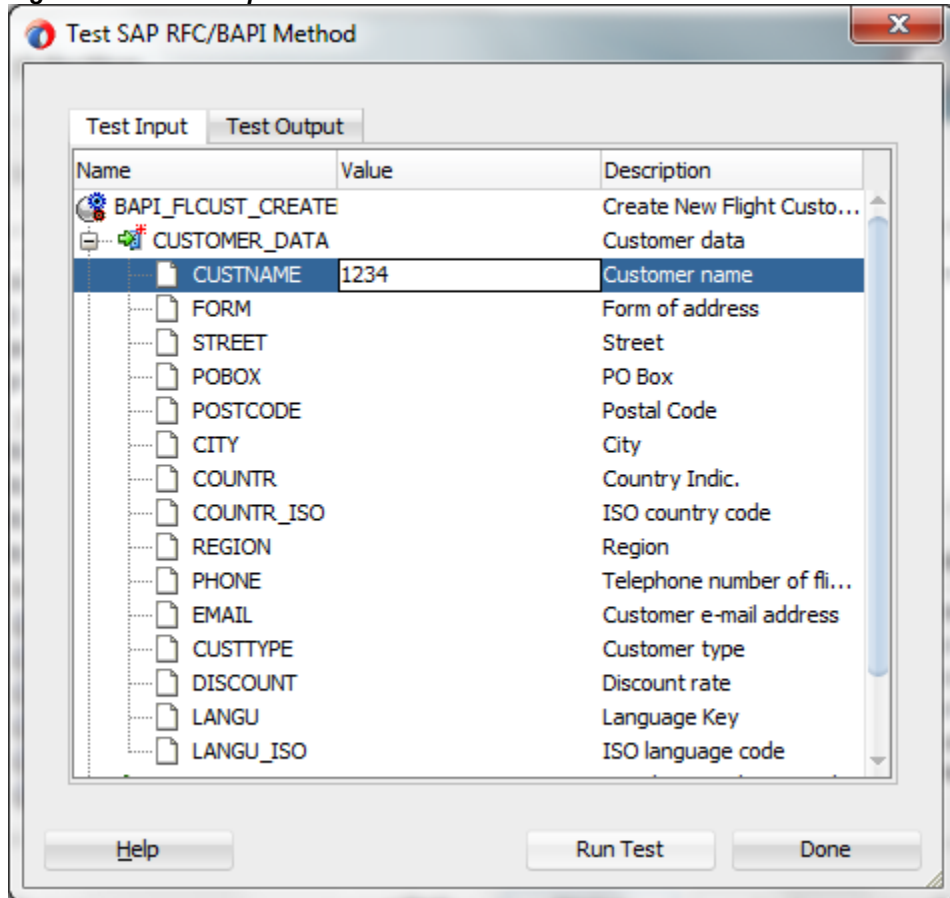 Test SAP RFC/BAPI Method
Test Input Test Output
Name Value Description
BAPI_FLCUST_CREATE Create New Flight Custo...
CUSTOMER_DATA Customer data
CUSTNAME 1234 Customer name
FORM Form of address
STREET Street
POBOX PO Box
POSTCODE Postal Code
CITY City
COUNTR Country Indic.
COUNTR_ISO ISO country code
REGION Region
PHONE Telephone number of fli...
EMAIL Customer e-mail address
CUSTTYPE Customer type
DISCOUNT Discount rate
LANGU Language Key
LANGU_ISO ISO language code
Help Run Test Done